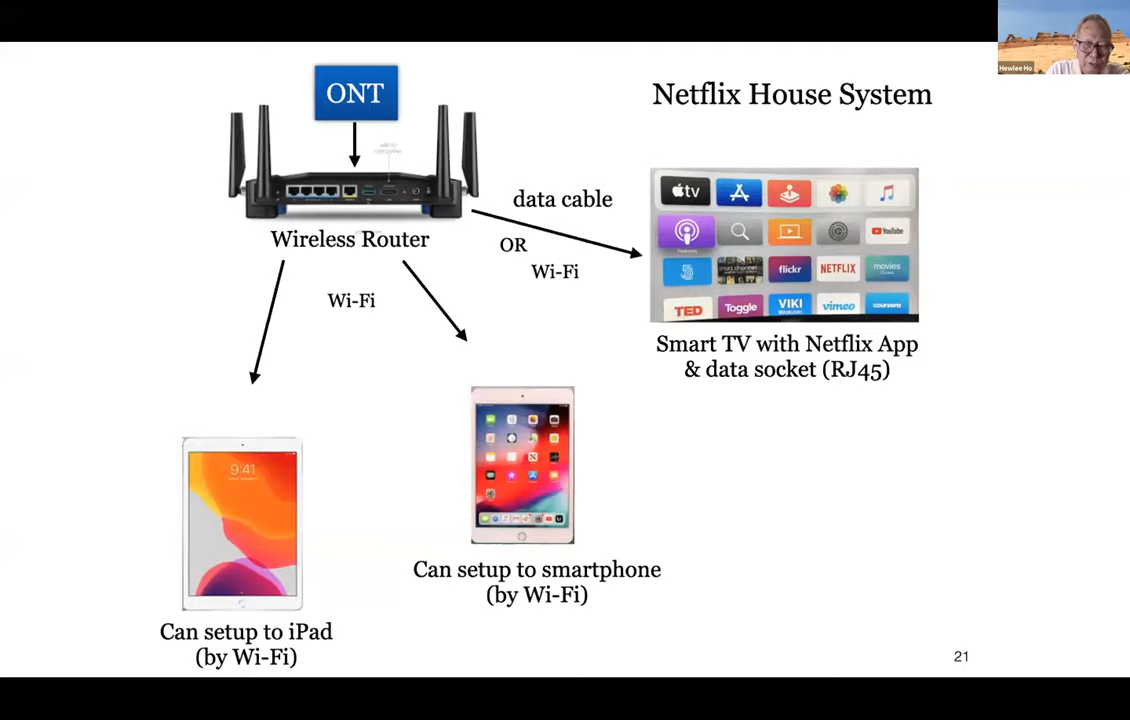 Hewlee Ho
ONT
Netflix House System
data cable
OR
Wi-Fi
Wireless Router
Wi-Fi
tv
YouTube
5
flickr
NETFLIX
movies
TED
Toggle
VIKI
vimeo
coursera
Smart TV with Netflix App
& data socket (RJ45)
9:41
Can setup to smartphone
(by Wi-Fi)
Can setup to iPad
(by Wi-Fi)
21